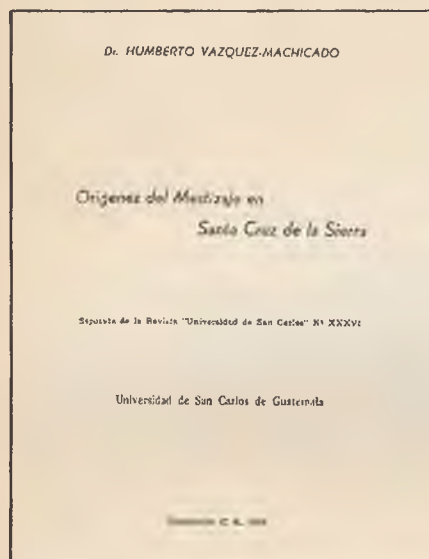 Dr. HUMBERTO VAZQUEZ-MACHICADO
Orígenes del Mestizaje en
Santa Cruz de la Sierra
Separata de la Revista "Universidad de San Carlos" Nº XXXVI
Universidad de San Carlos de Guatemala